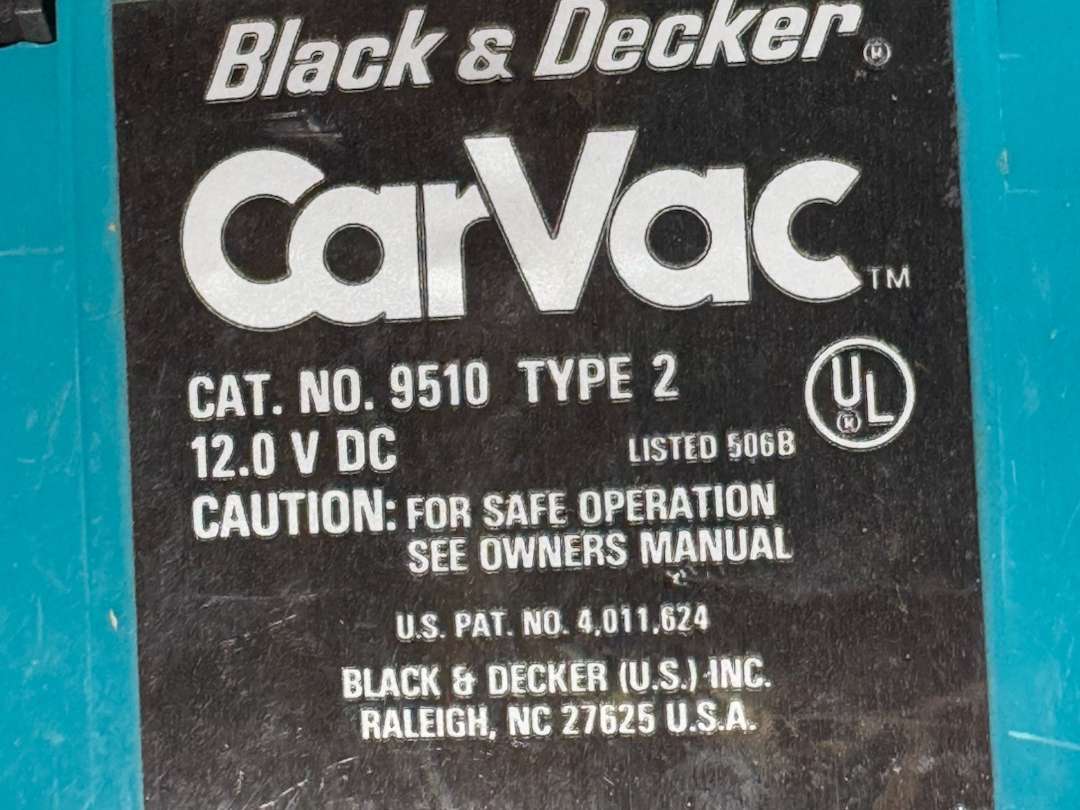 Black & Decker®
CarVac™
CAT. NO. 9510 TYPE 2
12.0 V DC
LISTED 506B
UL®
CAUTION: FOR SAFE OPERATION
SEE OWNERS MANUAL
U.S. PAT. NO. 4,011,624
BLACK & DECKER (U.S.) INC.
RALEIGH, NC 27625 U.S.A.